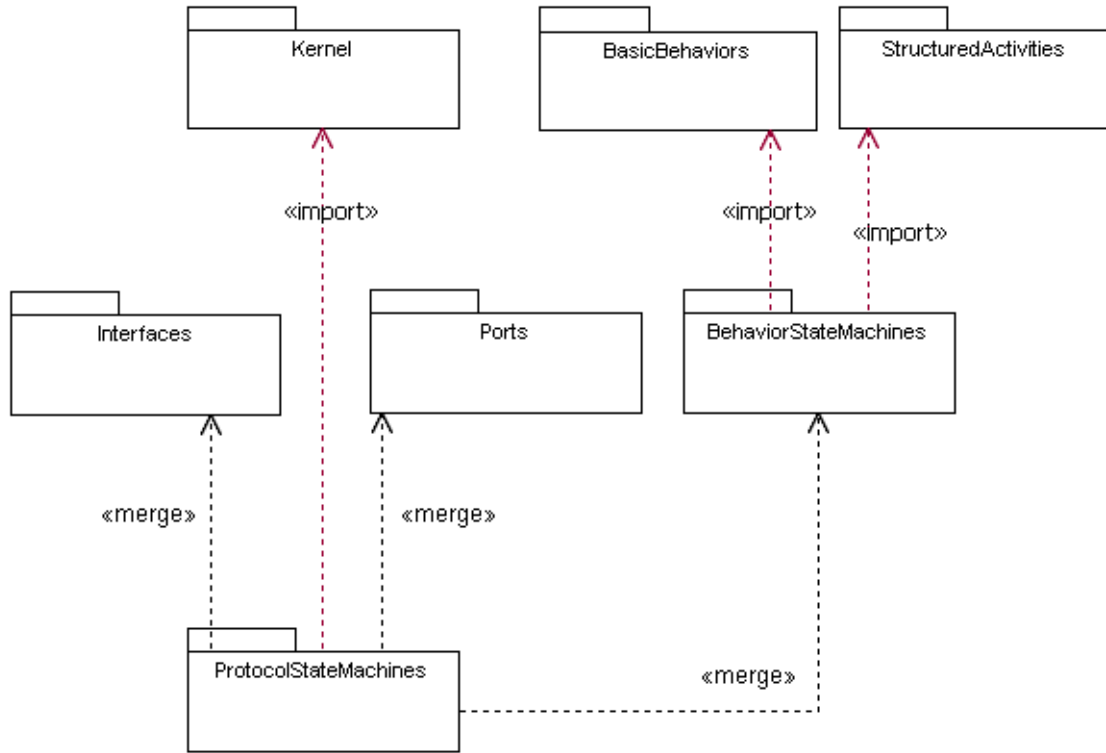 Kernel
BasicBehaviors
StructuredActivities
«import»
«import»
«import»
Interfaces
Ports
BehaviorStateMachines
«merge»
«merge»
ProtocolStateMachines
«merge»